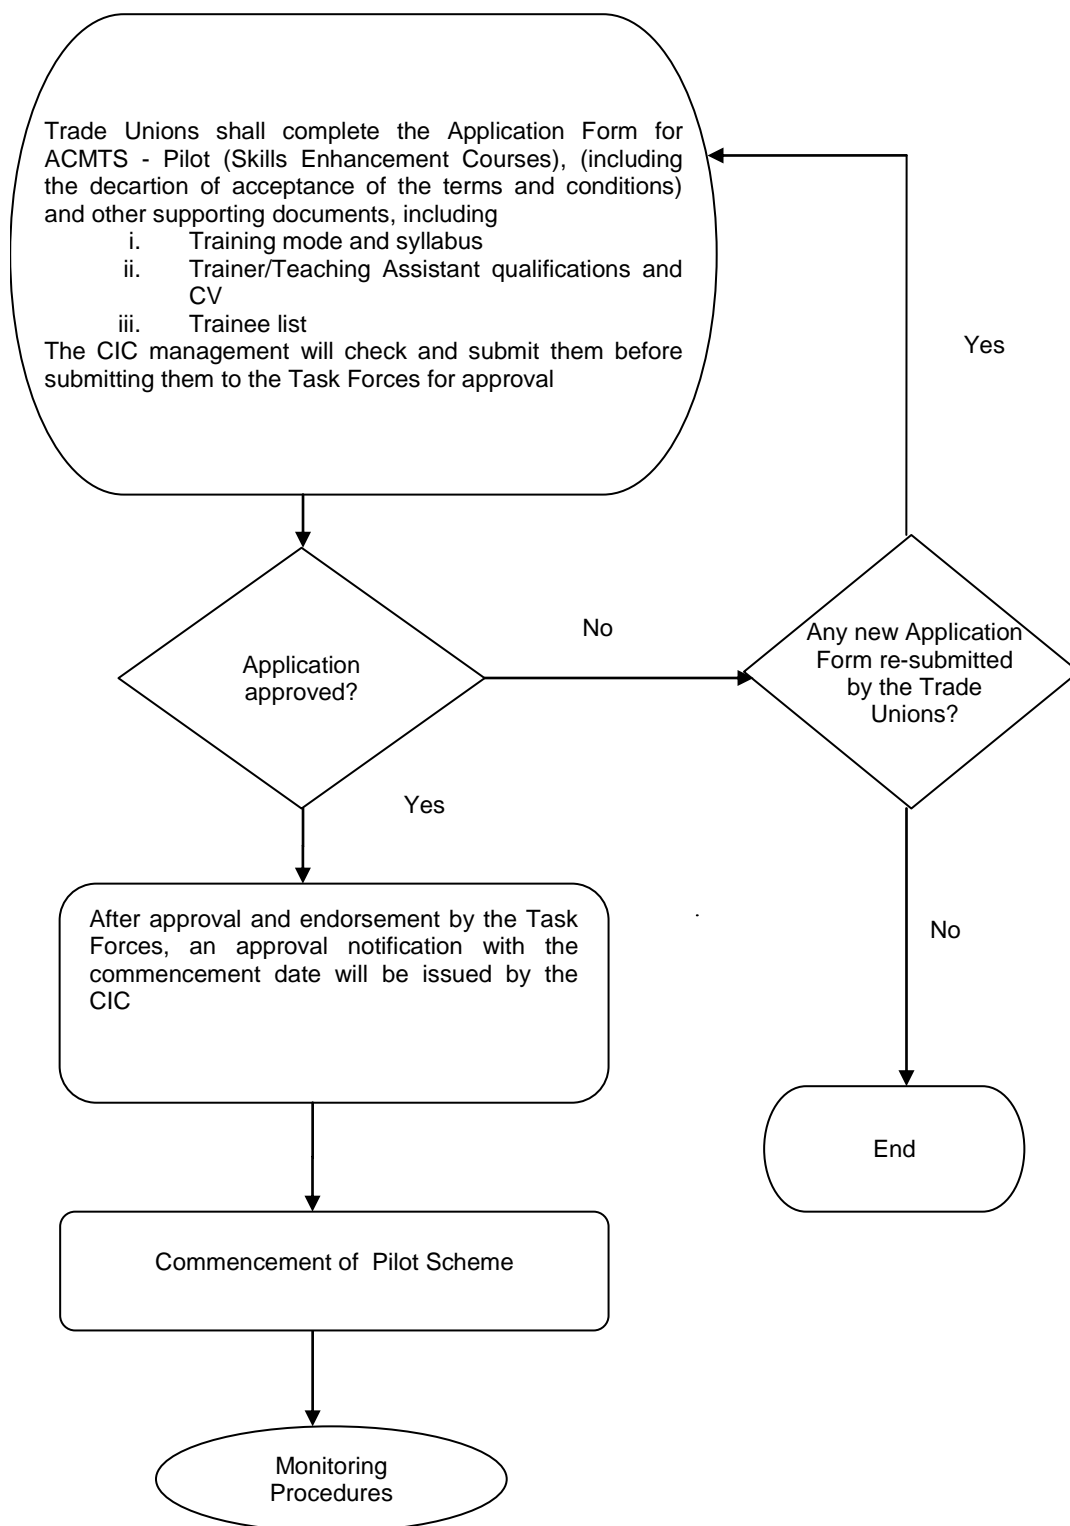 Trade Unions shall complete the Application Form for
ACMTS - Pilot (Skills Enhancement Courses), (including
the decartion of acceptance of the terms and conditions)
and other supporting documents, including
i. Training mode and syllabus
ii. Trainer/Teaching Assistant qualifications and
CV
iii. Trainee list
The CIC management will check and submit them before
submitting them to the Task Forces for approval
Yes
No
Application
approved?
Any new Application
Form re-submitted
by the Trade
Unions?
Yes
After approval and endorsement by the Task
Forces, an approval notification with the
commencement date will be issued by the
CIC
No
End
Commencement of Pilot Scheme
Monitoring
Procedures